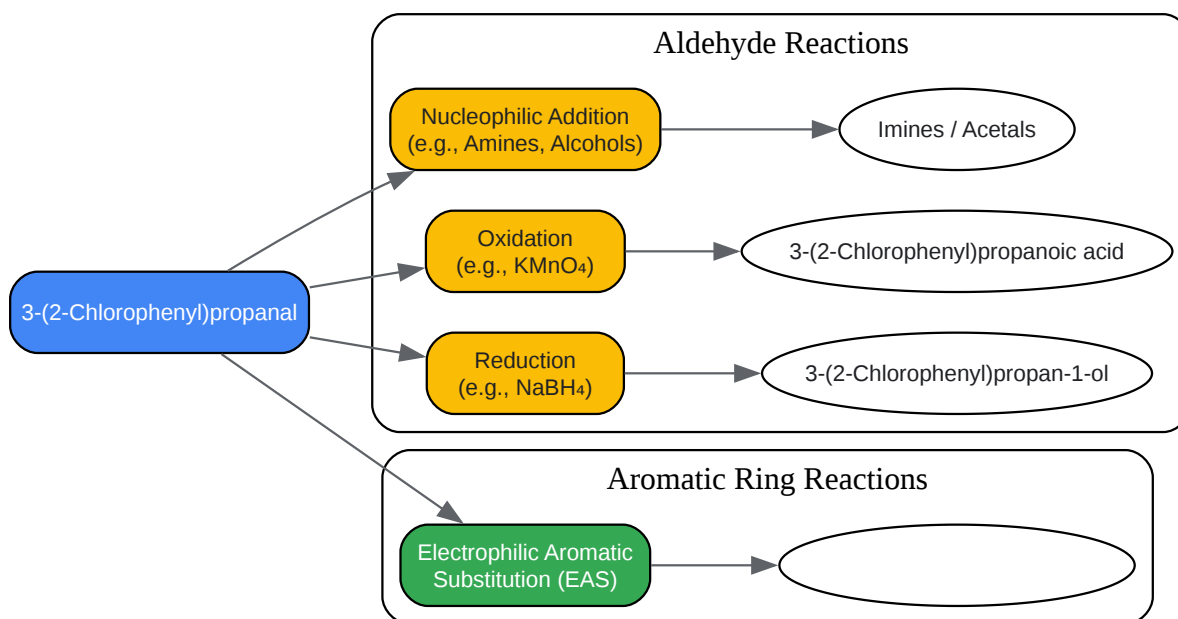 Aldehyde Reactions
Nucleophilic Addition
(e.g., Amines, Alcohols)
Imines / Acetals
Oxidation
(e.g., KMnO₄)
3-(2-Chlorophenyl)propanoic acid
3-(2-Chlorophenyl)propanal
Reduction
(e.g., NaBH₄)
3-(2-Chlorophenyl)propan-1-ol
Aromatic Ring Reactions
Electrophilic Aromatic
Substitution (EAS)